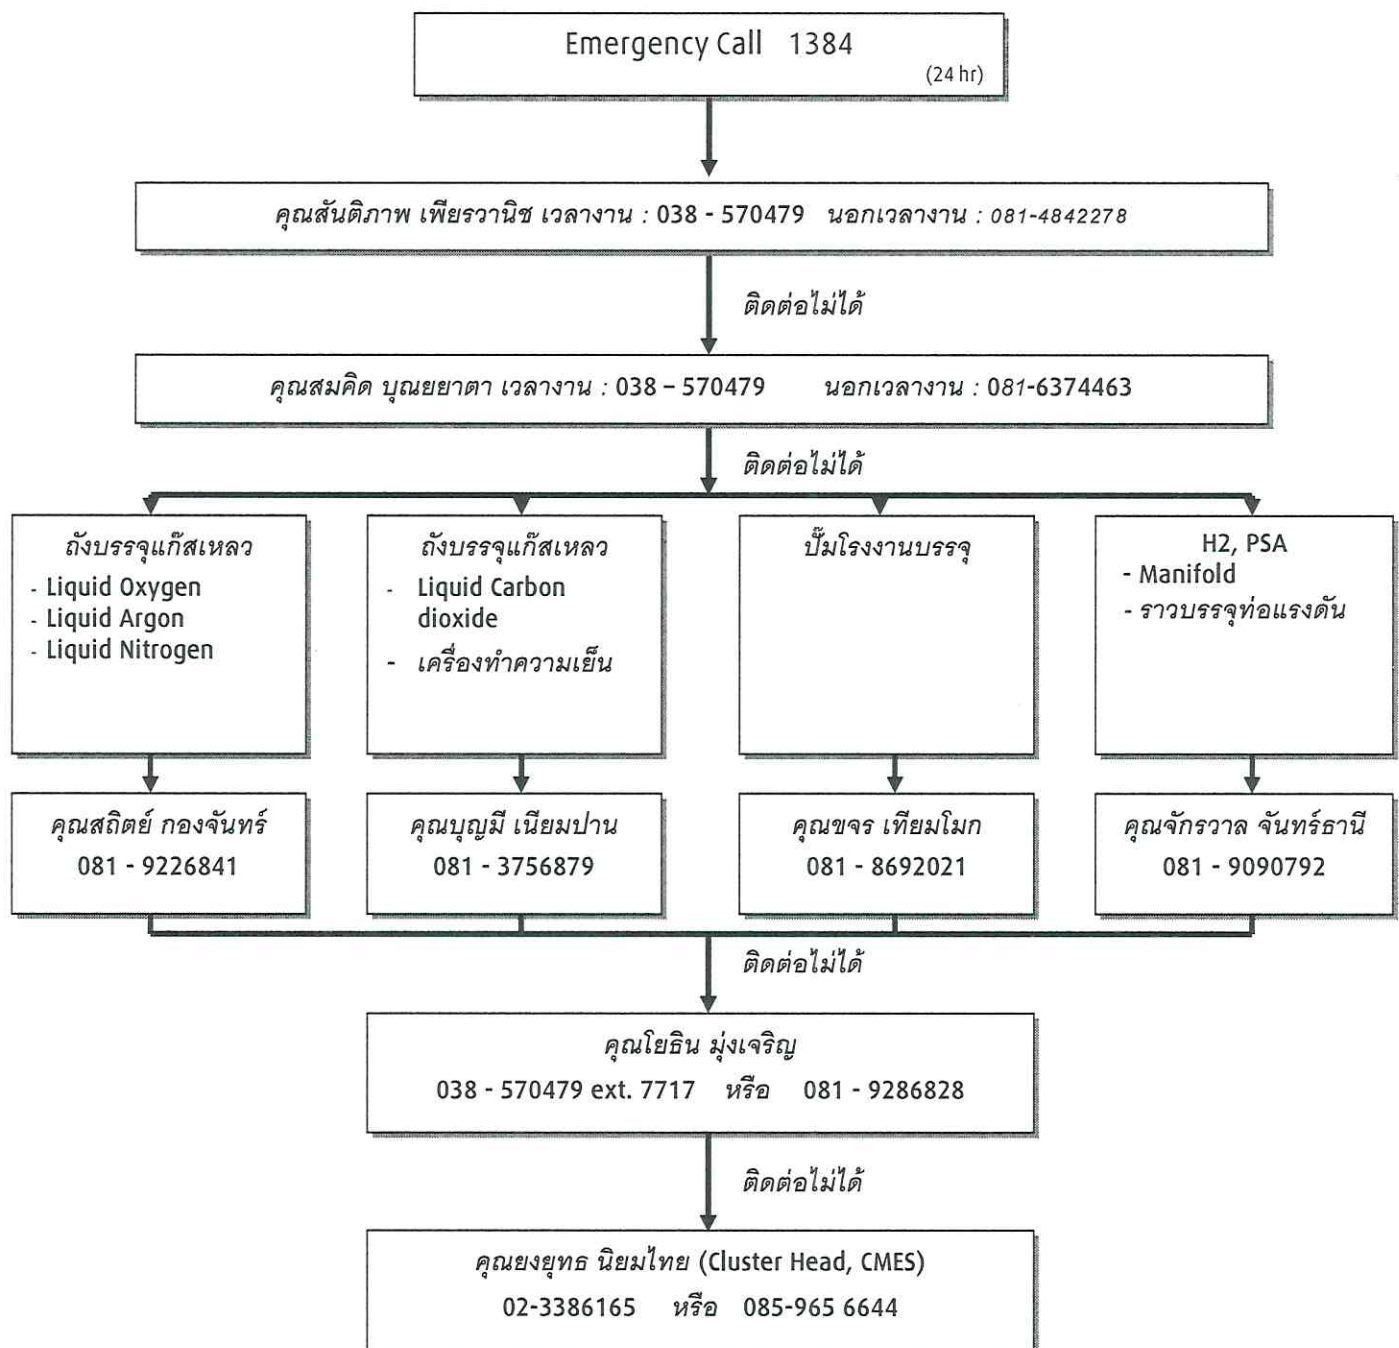 Emergency Call 1384
(24 hr)
คุณสันติภาพ เพียรวานิช เวลางาน : 038 - 570479 นอกเวลางาน : 081-4842278
ติดต่อไม่ได้
คุณสมคิด บุณยยาตา เวลางาน : 038 – 570479 นอกเวลางาน : 081-6374463
ติดต่อไม่ได้
ถังบรรจุแก๊สเหลว
- Liquid Oxygen
- Liquid Argon
- Liquid Nitrogen
ถังบรรจุแก๊สเหลว
- Liquid Carbon
dioxide
- เครื่องทำความเย็น
ปั๊มโรงงานบรรจุ
H2, PSA
- Manifold
- ราวบรรจุท่อแรงดัน
คุณสถิตย์ กองจันทร์
081 - 9226841
คุณบุญมี เนียมปาน
081 - 3756879
คุณขจร เทียมโมก
081 - 8692021
คุณจักรวาล จันทร์ธานี
081 - 9090792
ติดต่อไม่ได้
คุณโยธิน มุ่งเจริญ
038 - 570479 ext. 7717 หรือ 081 - 9286828
ติดต่อไม่ได้
คุณยงยุทธ นิยมไทย (Cluster Head, CMES)
02-3386165 หรือ 085-965 6644